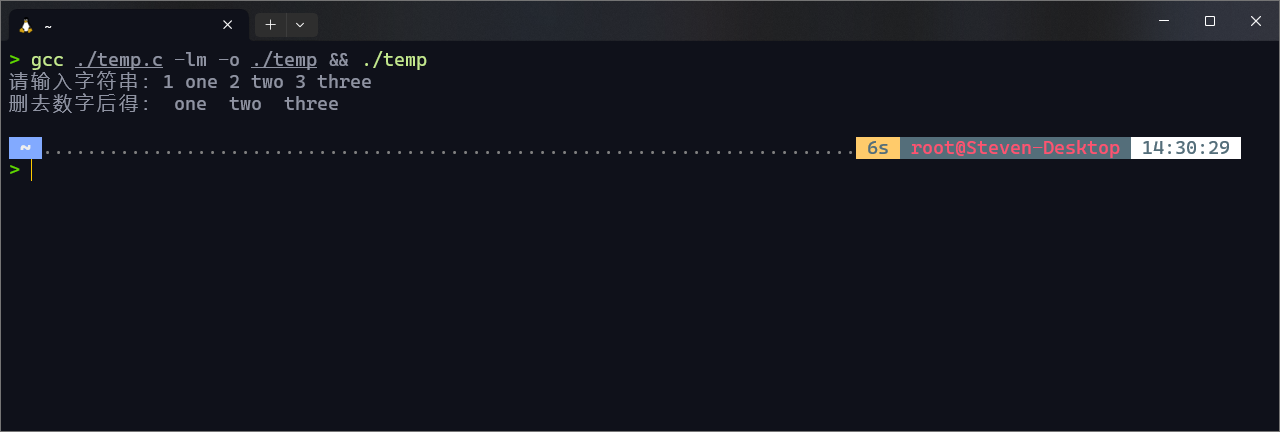 ~
> gcc ./temp.c -lm -o ./temp && ./temp
请输入字符串: 1 one 2 two 3 three
删去数字后得:  one  two  three
~ .......................................................................... 6s root@Steven-Desktop 14:30:29
>